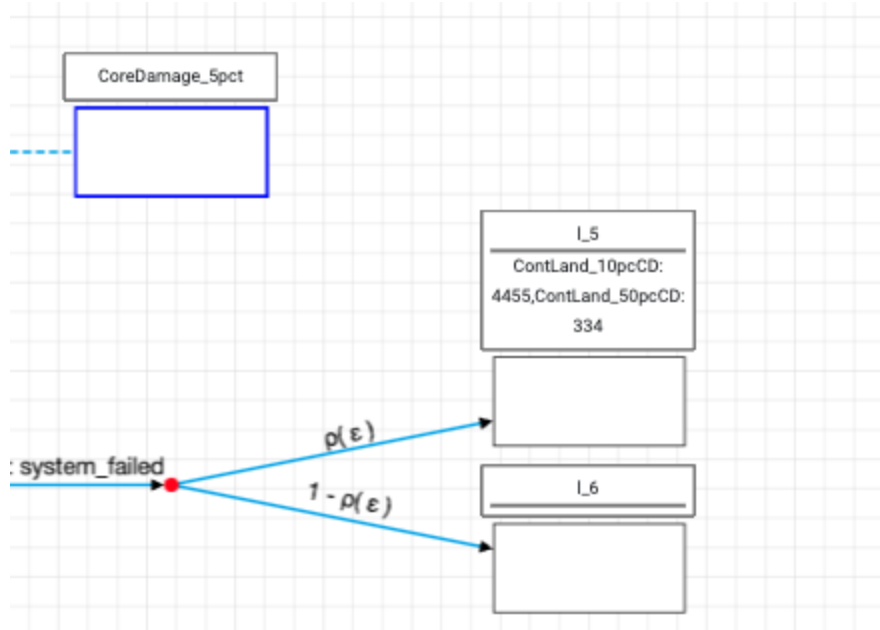 CoreDamage_5pct
l_5
ContLand_10pcCD:
4455,ContLand_50pcCD:
334
ρ(ε)
: system_failed
1 - ρ(ε)
l_6